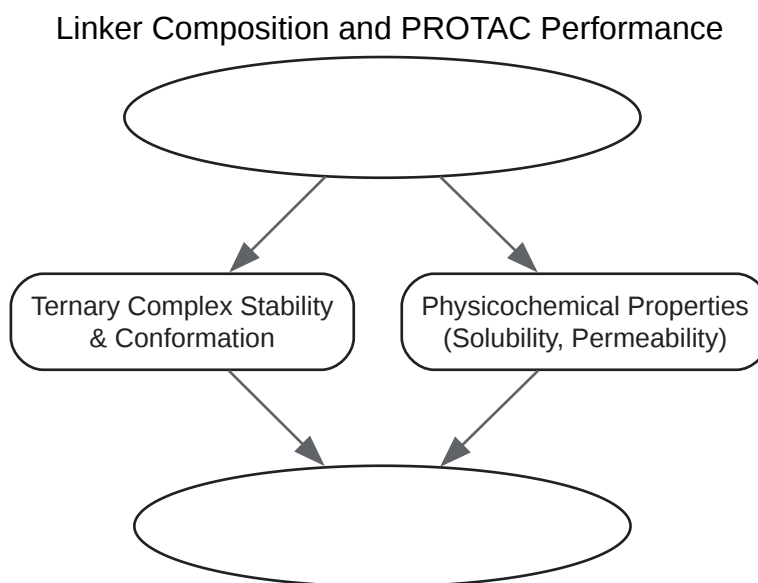 Linker Composition and PROTAC Performance
Ternary Complex Stability
& Conformation
Physicochemical Properties
(Solubility, Permeability)